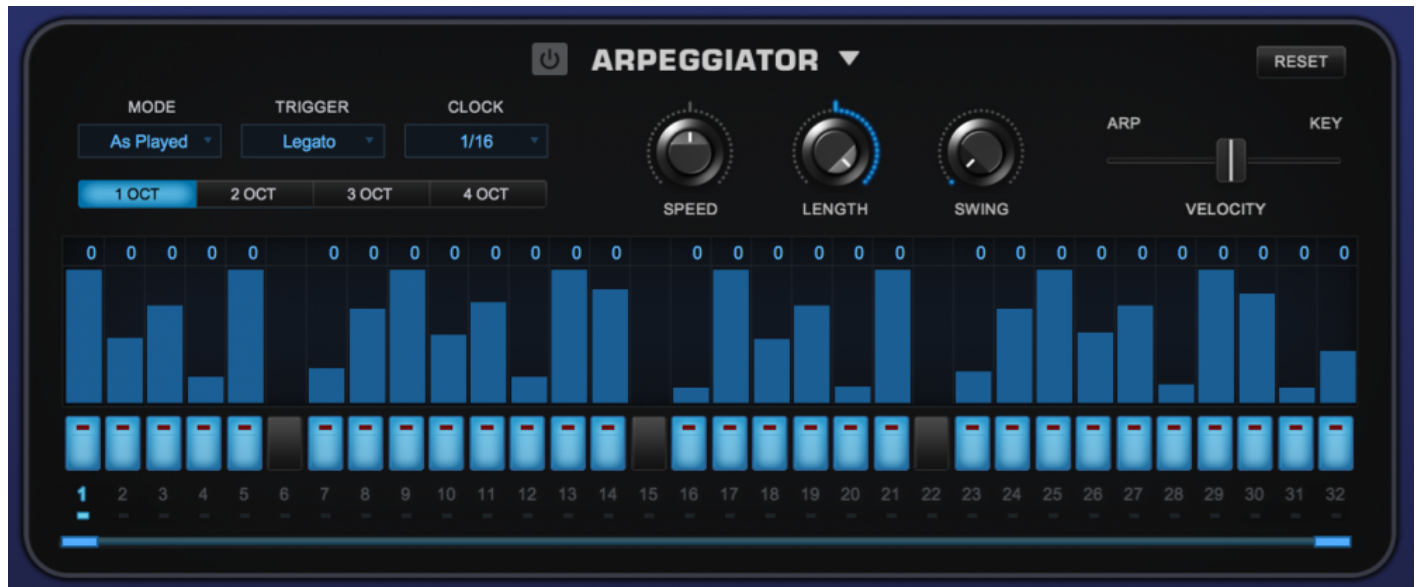 ARPEGGIATOR
RESET
MODE TRIGGER CLOCK
ARP KEY
As Played Legato 1/16
1 OCT 2 OCT 3 OCT 4 OCT
SPEED LENGTH SWING VELOCITY
0 0 0 0 0 0 0 0 0 0 0 0 0 0 0 0 0 0 0 0 0 0 0 0 0 0 0 0 0
1 2 3 4 5 6 7 8 9 10 11 12 13 14 15 16 17 18 19 20 21 22 23 24 25 26 27 28 29 30 31 32